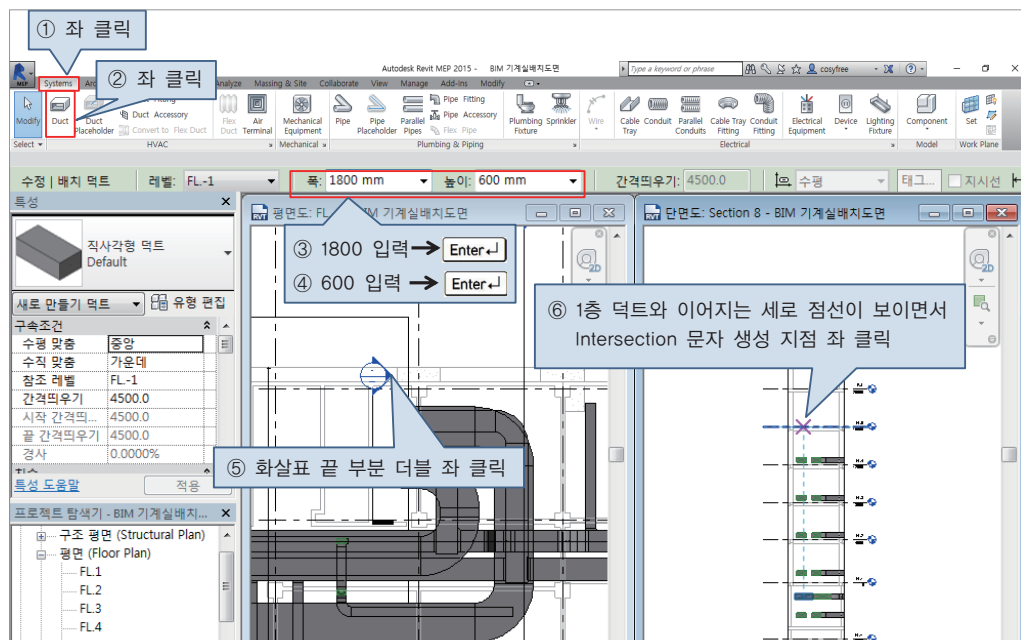 ① 좌 클릭
② 좌 클릭
Autodesk Revit MEP 2015 - BIM 기계실배치도면
Type a keyword or phrase
cosyfree
MEP
Systems
Analyze Massing & Site Collaborate View Manage Add-Ins Modify
Modify
Duct
Duct Placeholder
Duct Accessory
Convert to Flex Duct
Flex Duct
Air Terminal
Mechanical Equipment
Pipe
Pipe Placeholder
Parallel Pipes
Pipe Fitting
Pipe Accessory
Flex Pipe
Plumbing Fixture
Sprinkler
Wire
Cable Tray
Conduit
Parallel Conduits
Cable Tray Fitting
Conduit Fitting
Electrical Equipment
Device
Lighting Fixture
Component
Set
Select
HVAC
Mechanical
Plumbing & Piping
Electrical
Model
Work Plane
수정 | 배치 덕트 레벨: FL.-1 폭: 1800 mm 높이: 600 mm 간격띄우기: 4500.0 수평 태그... 지시선
특성
직사각형 덕트
Default
새로 만들기 덕트 유형 편집
구속조건
수평 맞춤 중앙
수직 맞춤 가운데
참조 레벨 FL.-1
간격띄우기 4500.0
시작 간격띄... 4500.0
끝 간격띄우기 4500.0
경사 0.0000%
특성 도움말 적용
프로젝트 탐색기 - BIM 기계실배치...
구조 평면 (Structural Plan)
평면 (Floor Plan)
FL.1
FL.2
FL.3
FL.4
평면도: FL BIM 기계실배치도면
③ 1800 입력 → Enter↲
④ 600 입력 → Enter↲
⑤ 화살표 끝 부분 더블 좌 클릭
단면도: Section 8 - BIM 기계실배치도면
2D
2D
⑥ 1층 덕트와 이어지는 세로 점선이 보이면서
Intersection 문자 생성 지점 좌 클릭